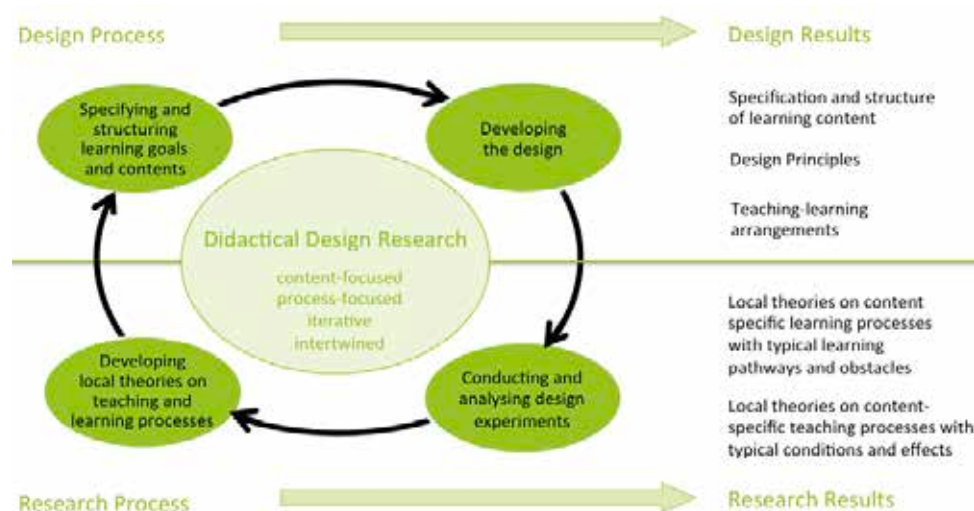 Design Process
Design Results
Specifying and
structuring
learning goals
and contents
Developing
the design
Specification and structure
of learning content
Design Principles
Teaching-learning
arrangements
Didactical Design Research
content-focused
process-focused
iterative
intertwined
Developing
local theories on
teaching and
learning processes
Conducting and
analysing design
experiments
Local theories on content
specific learning processes
with typical learning
pathways and obstacles
Local theories on content-
specific teaching processes with
typical conditions and effects
Research Process
Research Results